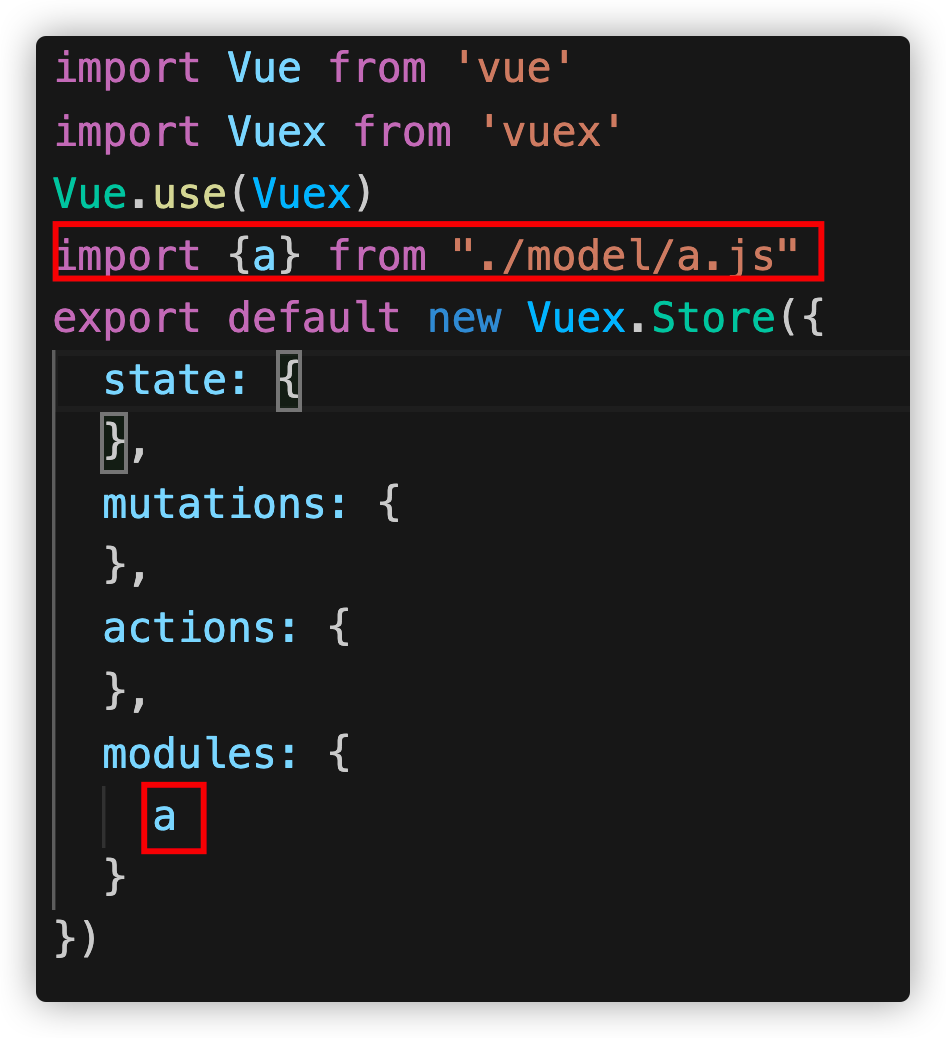 import Vue from 'vue'
import Vuex from 'vuex'
Vue.use(Vuex)
import {a} from "./model/a.js"
export default new Vuex.Store({
  state: {
  },
  mutations: {
  },
  actions: {
  },
  modules: {
    a
  }
})